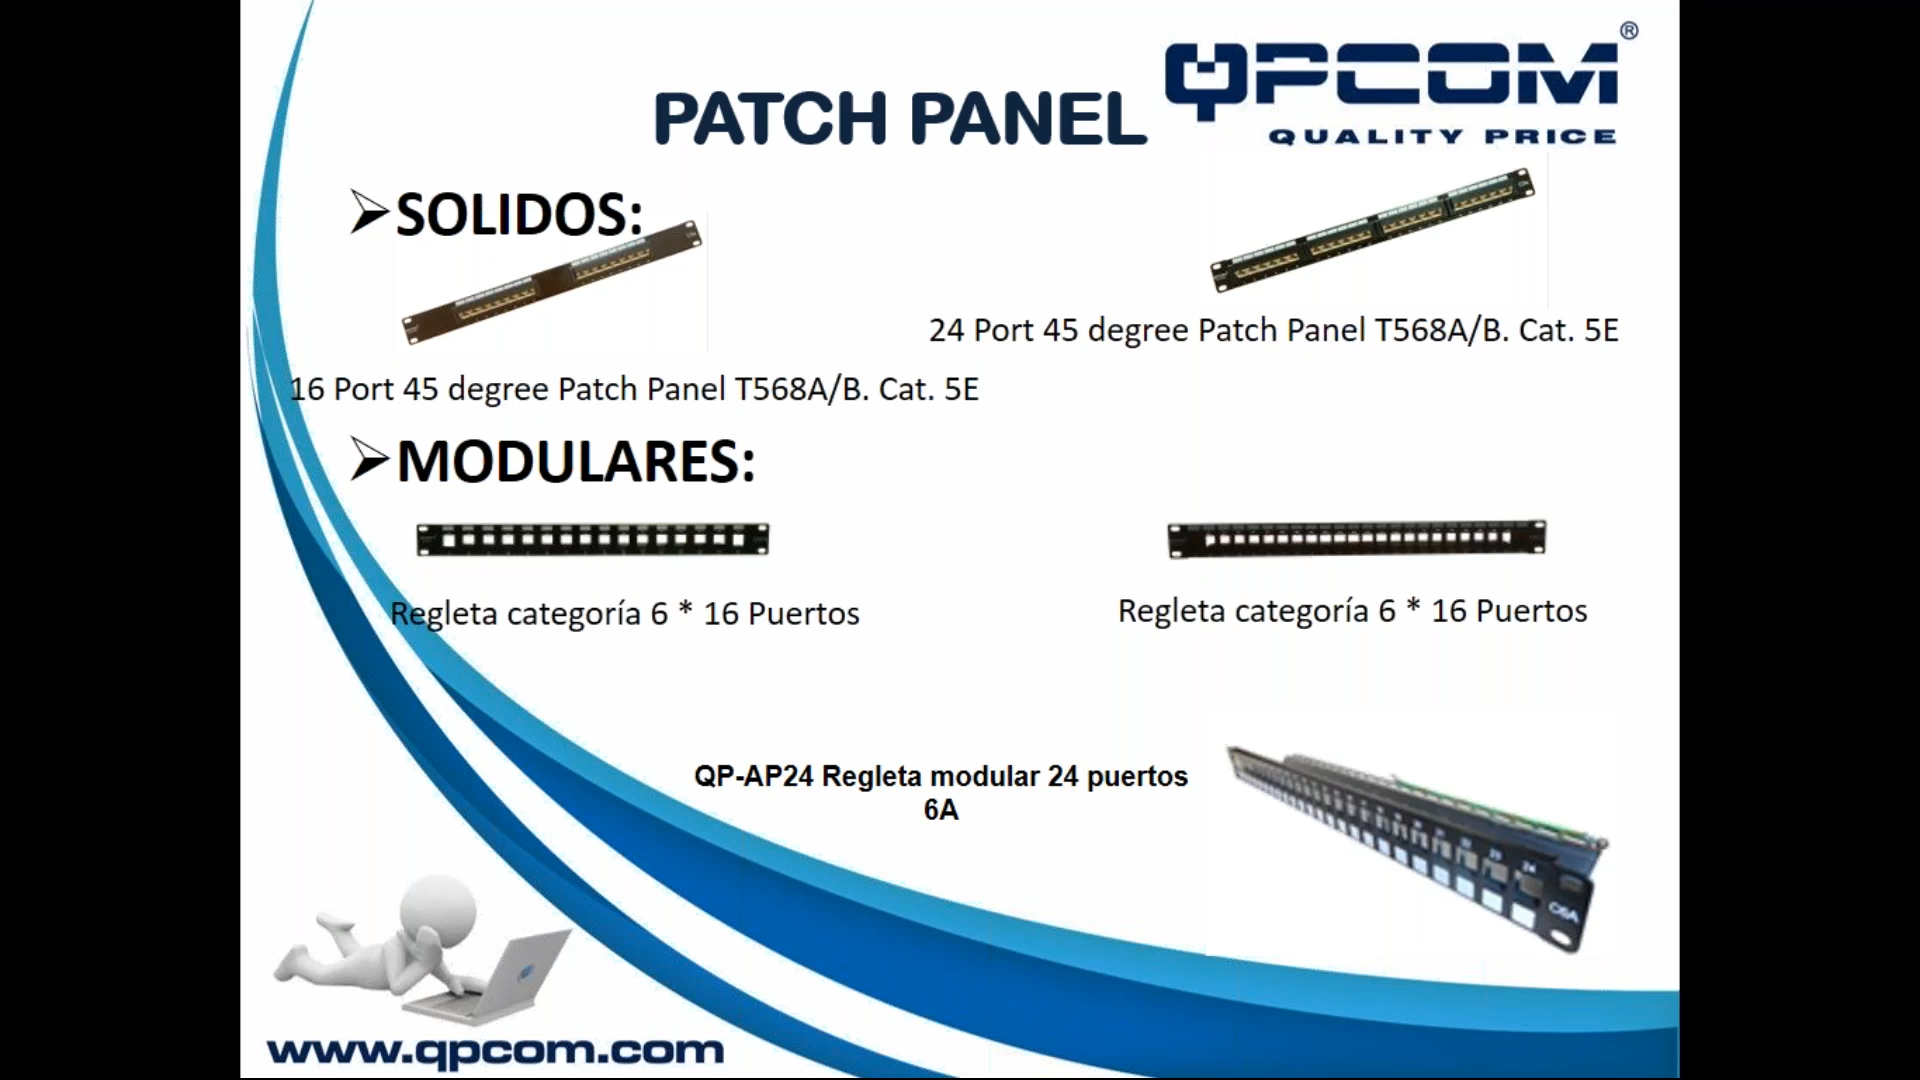 PATCH PANEL
QPCOM®
QUALITY PRICE
➢SOLIDOS:
24 Port 45 degree Patch Panel T568A/B. Cat. 5E
16 Port 45 degree Patch Panel T568A/B. Cat. 5E
➢MODULARES:
Regleta categoría 6 * 16 Puertos
Regleta categoría 6 * 16 Puertos
QP-AP24 Regleta modular 24 puertos
6A
24
C6A
www.qpcom.com